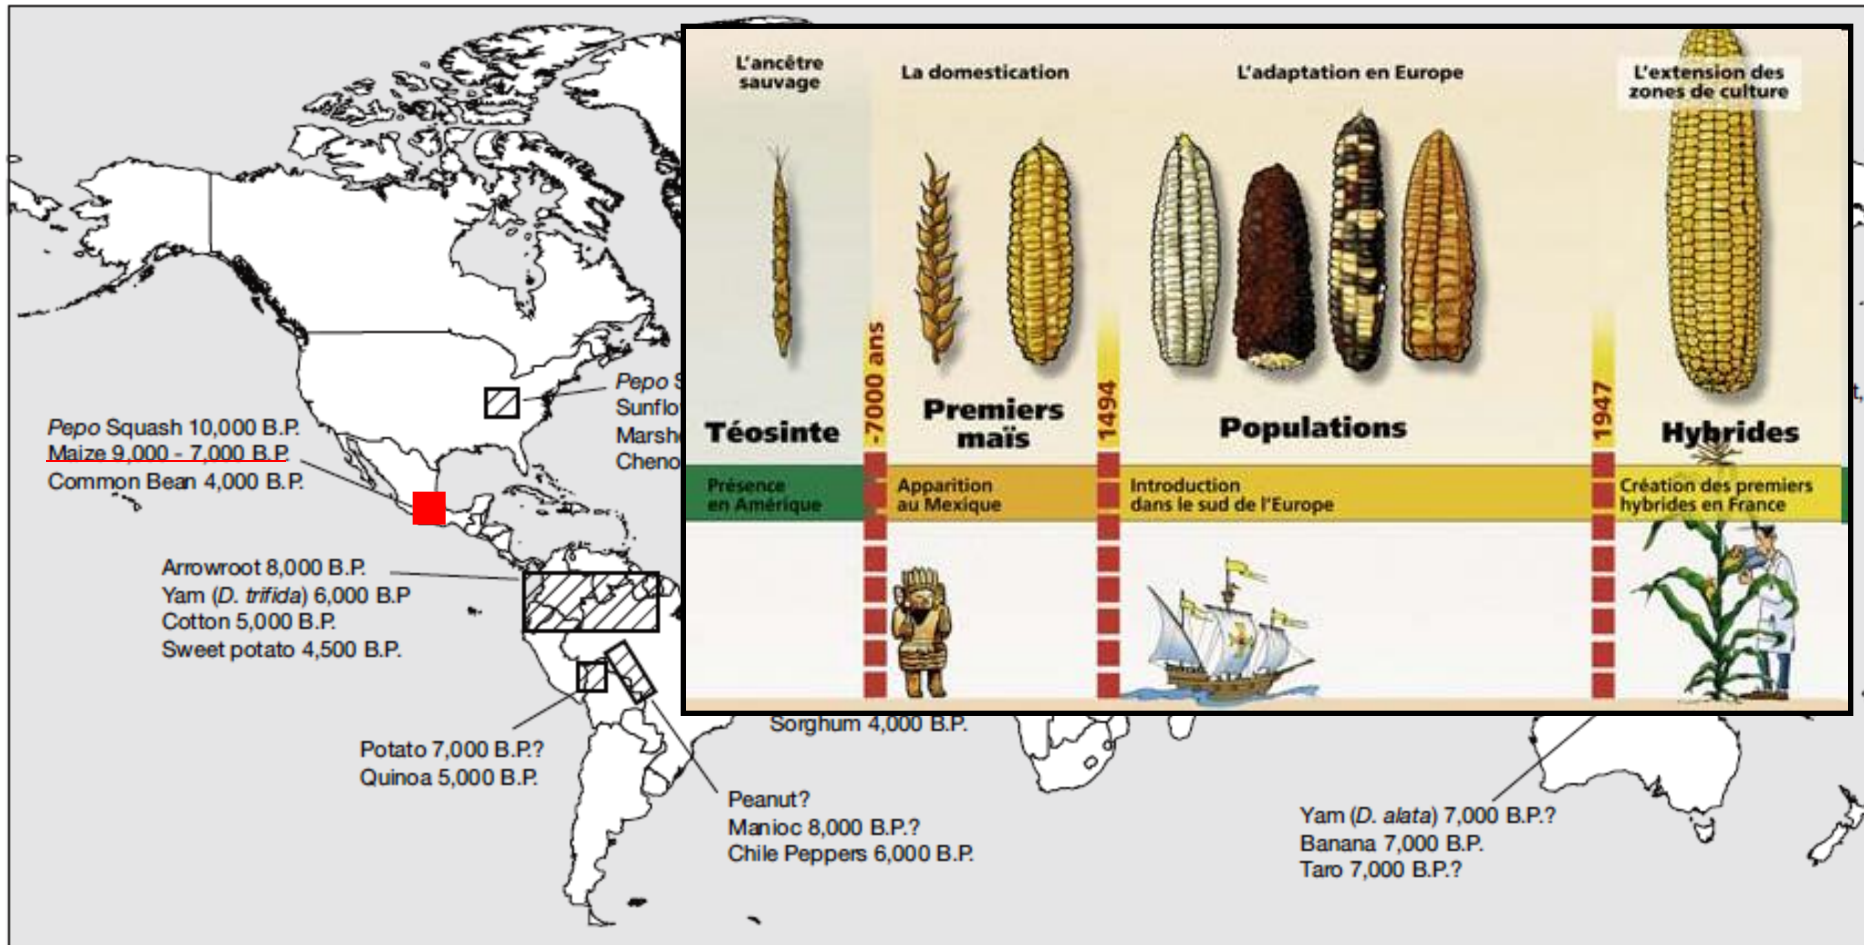 L'ancêtre
sauvage
La domestication
L'adaptation en Europe
L'extension des
zones de culture
-7000 ans
1494
1947
Téosinte
Premiers
maïs
Populations
Hybrides
Présence
en Amérique
Apparition
au Mexique
Introduction
dans le sud de l'Europe
Création des premiers
hybrides en France
Pepo Squash 10,000 B.P.
Maize 9,000 - 7,000 B.P.
Common Bean 4,000 B.P.
Pepo S
Sunflo
Marsh
Cheno
Arrowroot 8,000 B.P.
Yam (D. trifida) 6,000 B.P
Cotton 5,000 B.P.
Sweet potato 4,500 B.P.
Potato 7,000 B.P.?
Quinoa 5,000 B.P.
Sorghum 4,000 B.P.
Peanut?
Manioc 8,000 B.P.?
Chile Peppers 6,000 B.P.
Yam (D. alata) 7,000 B.P.?
Banana 7,000 B.P.
Taro 7,000 B.P.?